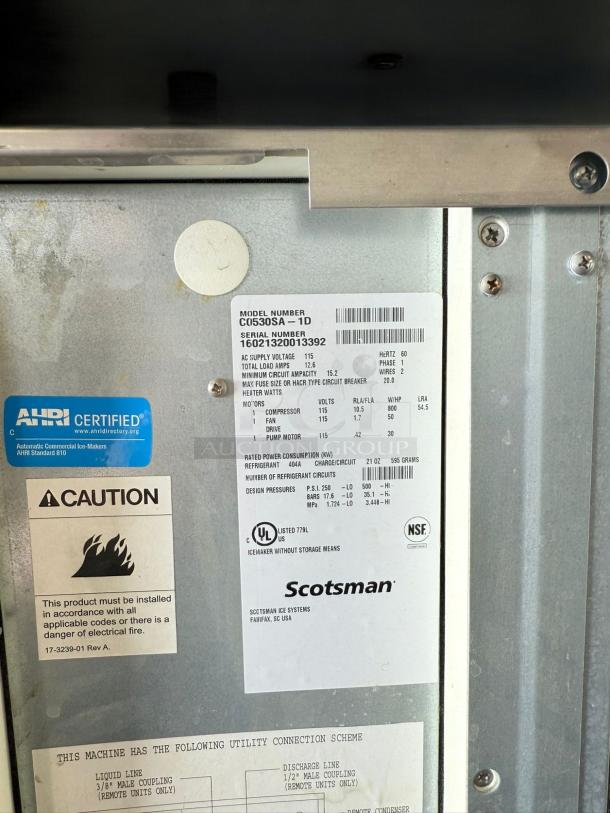 MODEL NUMBER
C0530SA-1D
SERIAL NUMBER
16021320013392
AC SUPPLY VOLTAGE 115 HERTZ 60
TOTAL LOAD AMPS 12.6 PHASE 1
MINIMUM CIRCUIT AMPACITY 15.2 WIRES 2
MAX FUSE SIZE OR HACR TYPE CIRCUIT BREAKER 20.0
HEATER WATTS
MOTORS VOLTS RLA/FLA W/HP LRA
1 COMPRESSOR 115 10.5 800 54.5
1 FAN 115 1.7 50
DRIVE
1 PUMP MOTOR 115 .42 30
RATED POWER CONSUMPTION (KW)
REFRIGERANT 404A CHARGE/CIRCUIT 21 OZ 595 GRAMS
NUMBER OF REFRIGERANT CIRCUITS
DESIGN PRESSURES P.S.I. 250 -LO 500 -HI
BARS 17.6 -LO 35.1 -HI
MPa 1.724 -LO 3.448 -HI
C UL US LISTED 779L
NSF
ICEMAKER WITHOUT STORAGE MEANS
Scotsman
SCOTSMAN ICE SYSTEMS
FAIRFAX, SC USA
C AHRI CERTIFIED
www.ahridirectory.org
Automatic Commercial Ice-Makers
AHRI Standard 810
CAUTION
This product must be installed
in accordance with all
applicable codes or there is a
danger of electrical fire.
17-3239-01 Rev A.
THIS MACHINE HAS THE FOLLOWING UTILITY CONNECTION SCHEME
LIQUID LINE
3/8" MALE COUPLING
(REMOTE UNITS ONLY)
DISCHARGE LINE
1/2" MALE COUPLING
(REMOTE UNITS ONLY)
REMOTE CONDENSER
AUCTION GROUP